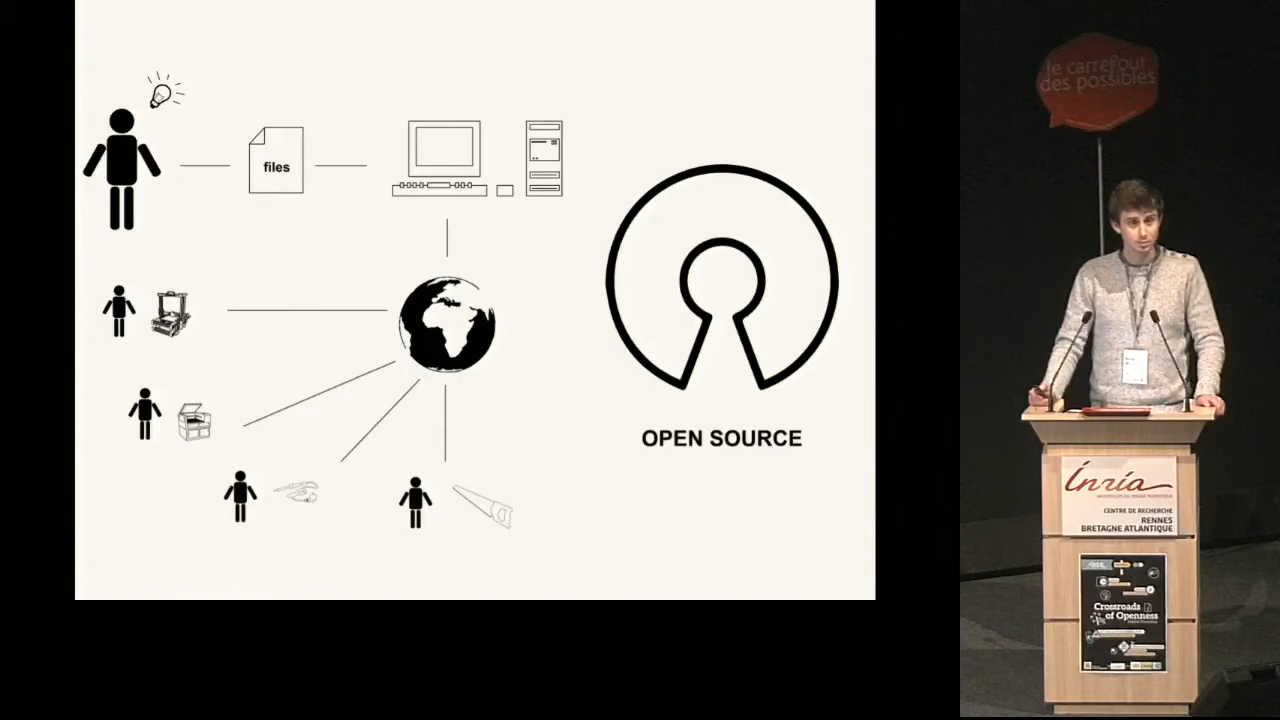 files
OPEN SOURCE
le carrefour
des possibles
inria
CENTRE DE RECHERCHE
RENNES
BRETAGNE ATLANTIQUE
Crossroads
of Openness